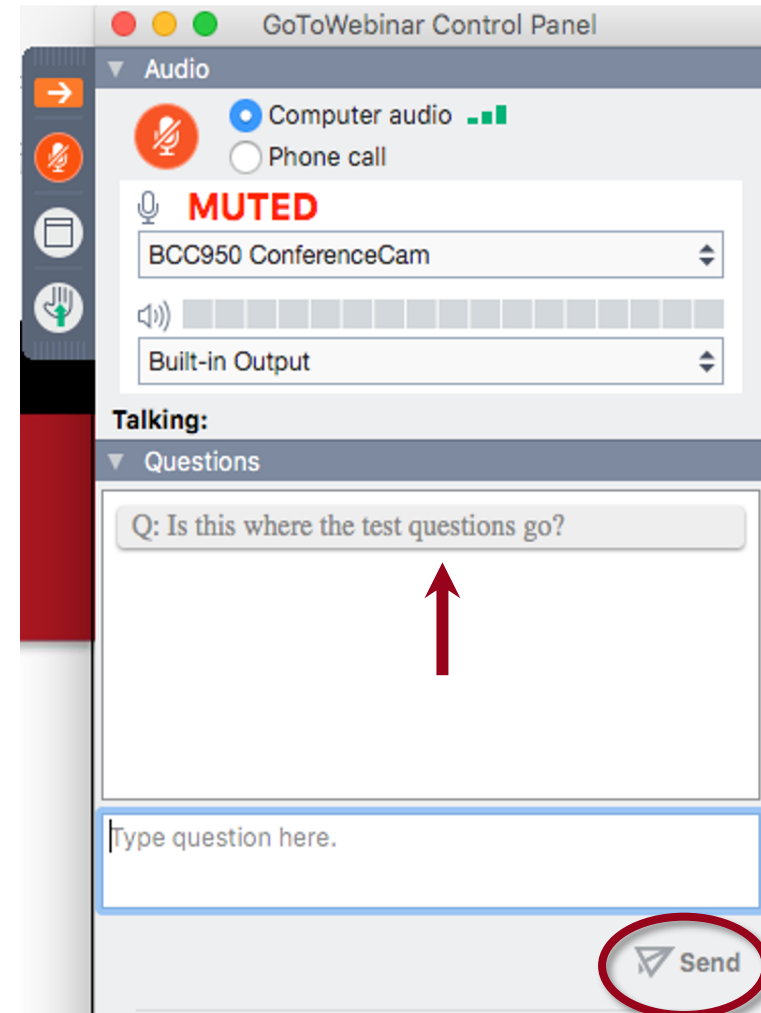 GoToWebinar Control Panel
Audio
Computer audio
Phone call
MUTED
BCC950 ConferenceCam
Built-in Output
Talking:
Questions
Q: Is this where the test questions go?
Type question here.
Send